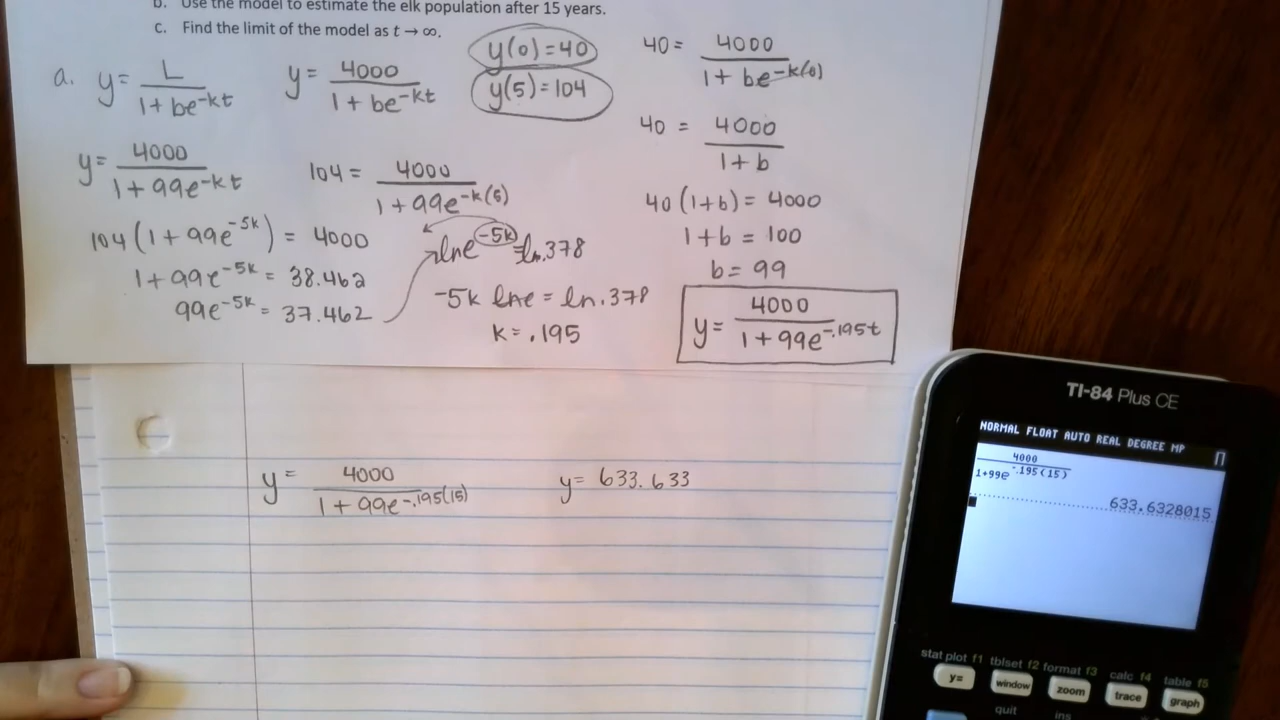 b. Use the model to estimate the elk population after 15 years.
c. Find the limit of the model as t → ∞.
a. y = L / (1 + be^-kt)
y = 4000 / (1 + be^-kt)
y(0) = 40
y(5) = 104
y = 4000 / (1 + 99e^-kt)
104 = 4000 / (1 + 99e^-k(5))
104(1 + 99e^-5k) = 4000
1 + 99e^-5k = 38.462
99e^-5k = 37.462
lne^-5k = ln.378
-5k lne = ln.378
k = .195
40 = 4000 / (1 + be^-k(0))
40 = 4000 / (1 + b)
40(1+b) = 4000
1 + b = 100
b = 99
y = 4000 / (1 + 99e^-.195t)
y = 4000 / (1 + 99e^-.195(15))
y = 633.633
TI-84 Plus CE
NORMAL FLOAT AUTO REAL DEGREE MP
4000 / (1+99e^-.195(15))
633.6328015
stat plot f1 tblset f2 format f3 calc f4 table f5
y= window zoom trace graph
quit ins